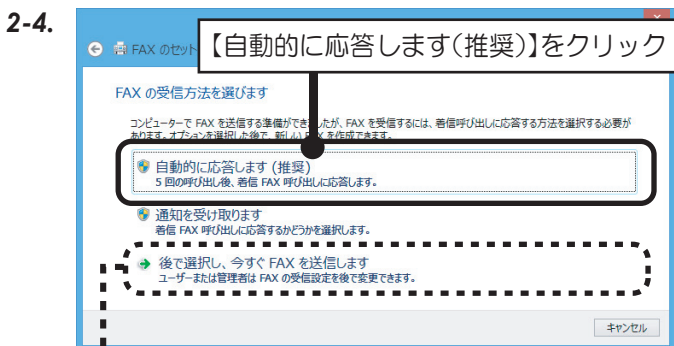 2-4.
【自動的に応答します(推奨)】をクリック
FAX のセット
FAX の受信方法を選びます
コンピューターで FAX を送信する準備ができ したが、FAX を受信するには、着信呼び出しに応答する方法を選択する必要が
あります。オプションを選択した後で、新しい を作成できます。
自動的に応答します (推奨)
5 回の呼び出し後、着信 FAX 呼び出しに応答します。
通知を受け取ります
着信 FAX 呼び出しに応答するかどうかを選択します。
後で選択し、今すぐ FAX を送信します
ユーザーまたは管理者は FAX の受信設定を後で変更できます。
キャンセル